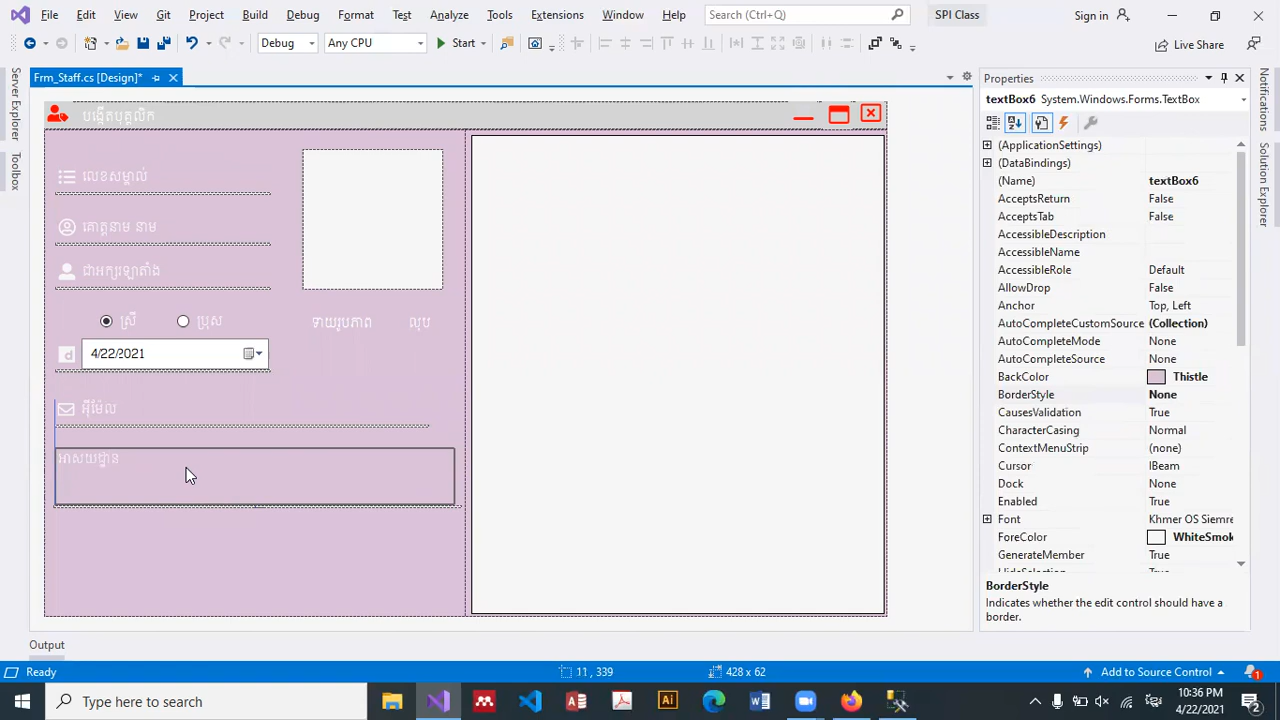 File Edit View Git Project Build Debug Format Test Analyze Tools Extensions Window Help Search (Ctrl+Q) SPI Class Sign in
Debug Any CPU Start Live Share
Server Explorer
Toolbox
Frm_Staff.cs [Design]*
បង្កើតបុគ្គលិក
លេខសម្គាល់
គោត្តនាម នាម
ជាអក្សរឡាតាំង
ស្រី ប្រុស
ទាយរូបភាព លុប
4/22/2021
អ៊ីម៉ែល
អាសយដ្ឋាន
Properties
textBox6 System.Windows.Forms.TextBox
(ApplicationSettings)
(DataBindings)
(Name) textBox6
AcceptsReturn False
AcceptsTab False
AccessibleDescription
AccessibleName
AccessibleRole Default
AllowDrop False
Anchor Top, Left
AutoCompleteCustomSource (Collection)
AutoCompleteMode None
AutoCompleteSource None
BackColor Thistle
BorderStyle None
CausesValidation True
CharacterCasing Normal
ContextMenuStrip (none)
Cursor IBeam
Dock None
Enabled True
Font Khmer OS Siemre
ForeColor WhiteSmok
GenerateMember True
HideSelection True
BorderStyle
Indicates whether the edit control should have a
border.
Notifications
Solution Explorer
Output
Ready 11 , 339 428 x 62 Add to Source Control 1
Type here to search
10:36 PM
4/22/2021
2